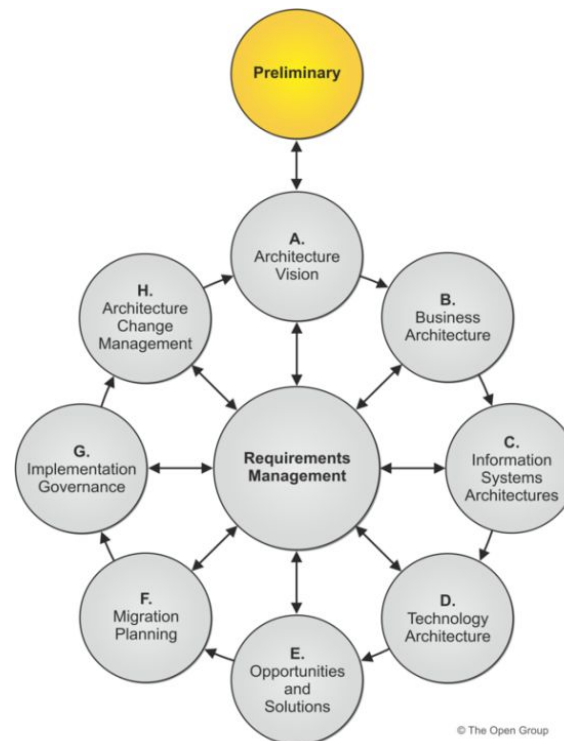 Preliminary
A.
Architecture
Vision
H.
Architecture
Change
Management
B.
Business
Architecture
G.
Implementation
Governance
Requirements
Management
C.
Information
Systems
Architectures
F.
Migration
Planning
D.
Technology
Architecture
E.
Opportunities
and
Solutions
© The Open Group